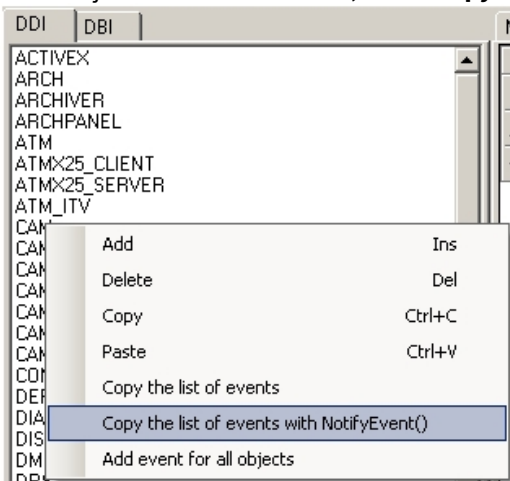 DDI DBI
ACTIVEX
ARCH
ARCHIVER
ARCHPANEL
ATM
ATMX25_CLIENT
ATMX25_SERVER
ATM_ITV
Add Ins
Delete Del
Copy Ctrl+C
Paste Ctrl+V
Copy the list of events
Copy the list of events with NotifyEvent()
Add event for all objects